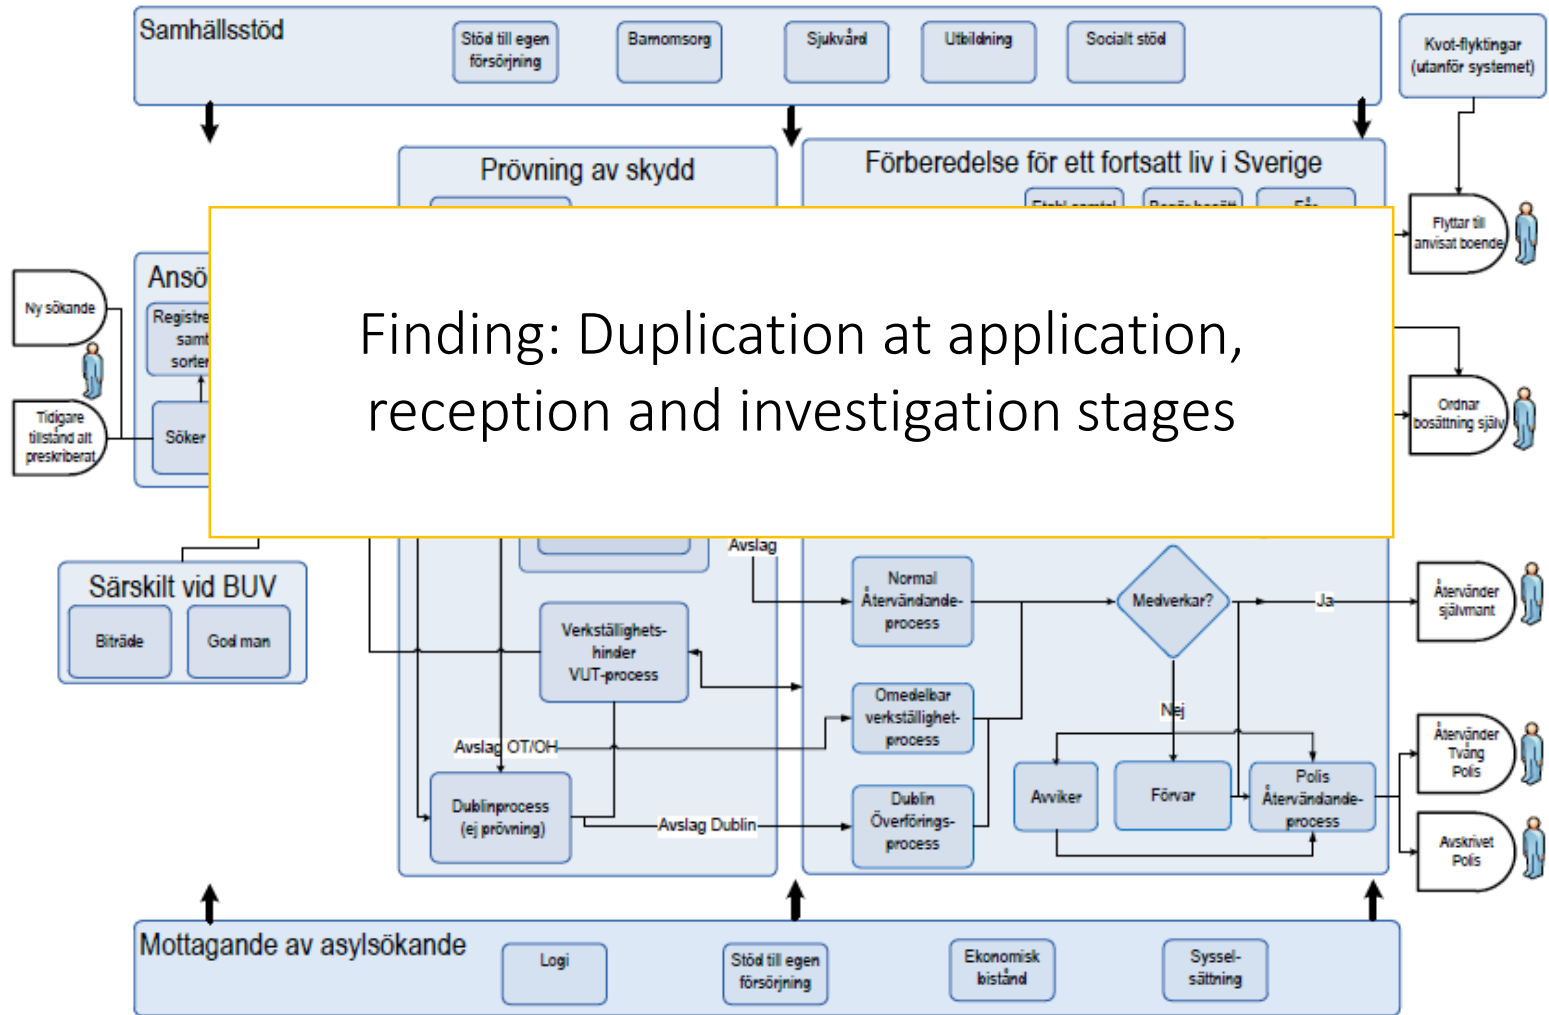 Samhällsstöd
Stöd till egen
försörjning
Barnomsorg
Sjukvård
Utbildning
Socialt stöd
Kvot-flyktingar
(utanför systemet)
Prövning av skydd
Förberedelse för ett fortsatt liv i Sverige
Flyttar till
anvisat boende
Ny sökande
Ansö
Registre
samt
sorter
Finding: Duplication at application,
reception and investigation stages
Tidigare
tillstånd alt
preskriberat
Söker
Ordnar
bosättning själv
Avslag
Särskilt vid BUV
Biträde
God man
Verkställighets-
hinder
VUT-process
Normal
Återvändande-
process
Medverkar?
Ja
Återvänder
självmant
Omedelbar
verkställighet-
process
Nej
Avslag OT/OH
Återvänder
Tvång
Polis
Dublinprocess
(ej prövning)
Avslag Dublin
Dublin
Överförings-
process
Avviker
Förvar
Polis
Återvändande-
process
Avskrivet
Polis
Mottagande av asylsökande
Logi
Stöd till egen
försörjning
Ekonomisk
bistånd
Syssel-
sättning